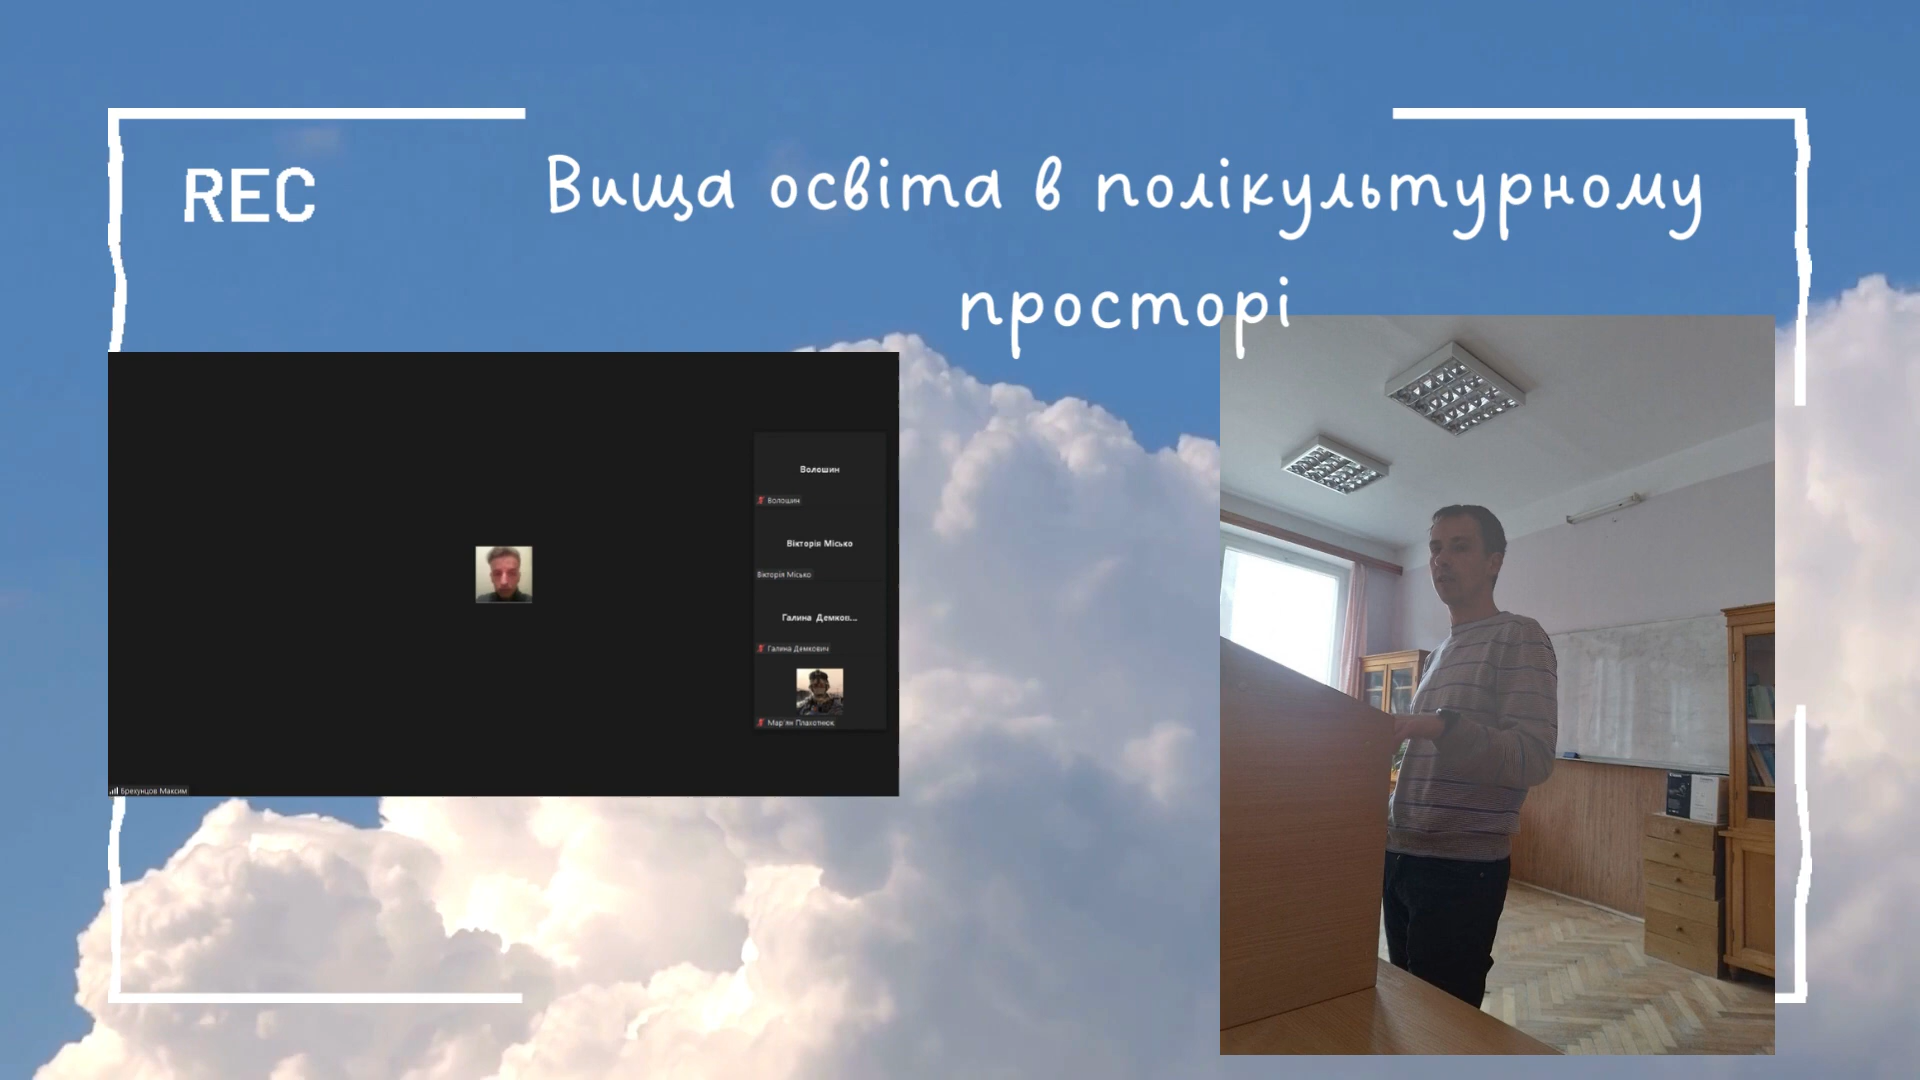 REC
Вища освіта в полікультурному
просторі
Волошин
Волошин
Вікторія Місько
Вікторія Місько
Галина Демков...
Галина Демкович
Мар'ян Плахотнюк
Брехунцов Максим